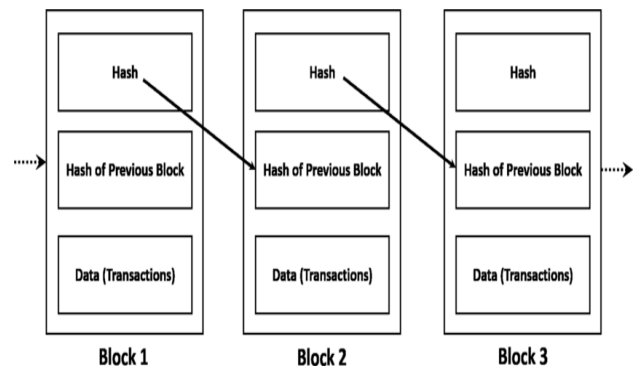 Hash
Hash of Previous Block
Data (Transactions)
Block 1
Hash
Hash of Previous Block
Data (Transactions)
Block 2
Hash
Hash of Previous Block
Data (Transactions)
Block 3